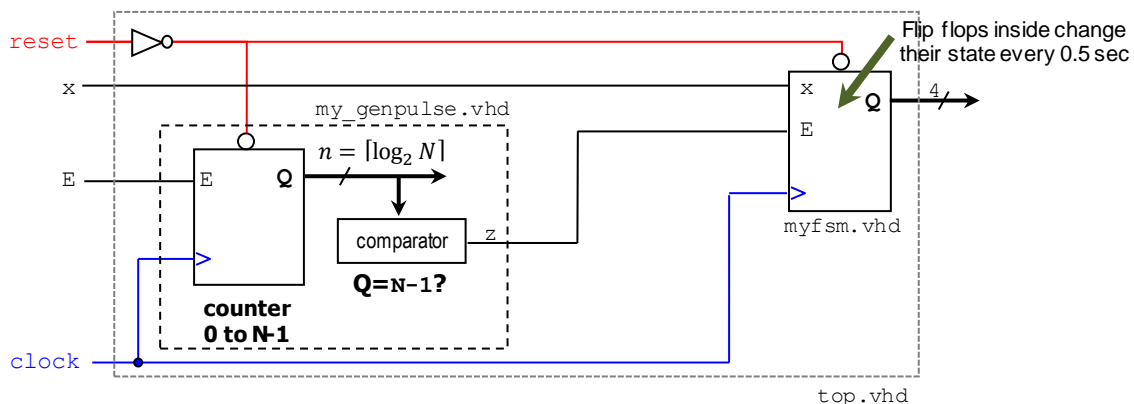 reset
Flip flops inside change
their state every 0.5 sec
x
x
Q
4
my_genpulse.vhd
E
n = ⌈log₂ N⌉
E
E
Q
comparator
z
myfsm.vhd
Q=N-1?
counter
0 to N-1
clock
top.vhd